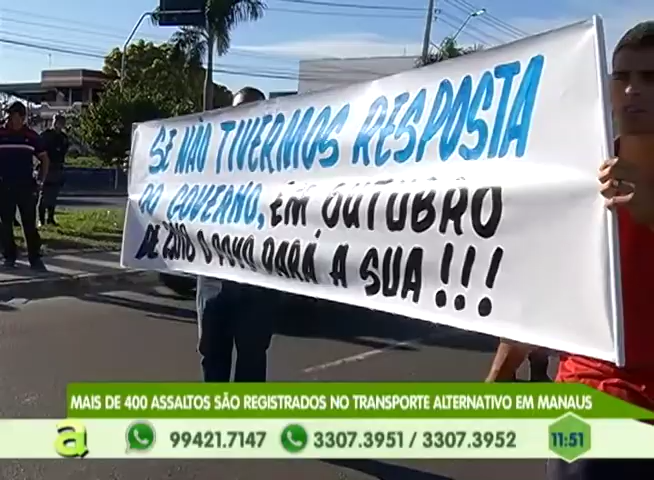 SE NÃO TIVERMOS RESPOSTA
DO GOVERNO, EM OUTUBRO
DE 2018 O POVO DARÁ A SUA!!!
MAIS DE 400 ASSALTOS SÃO REGISTRADOS NO TRANSPORTE ALTERNATIVO EM MANAUS
a 99421.7147 3307.3951 / 3307.3952 11:51